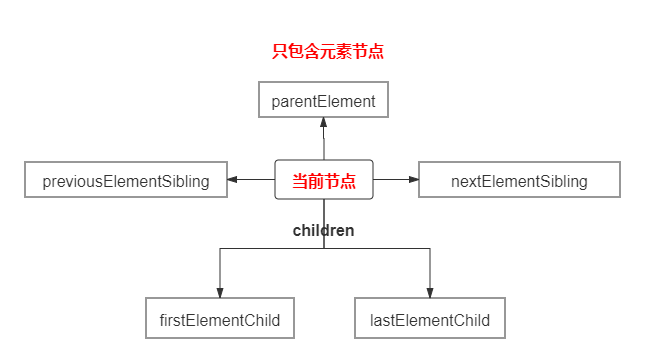 只包含元素节点
parentElement
previousElementSibling
当前节点
nextElementSibling
children
firstElementChild
lastElementChild